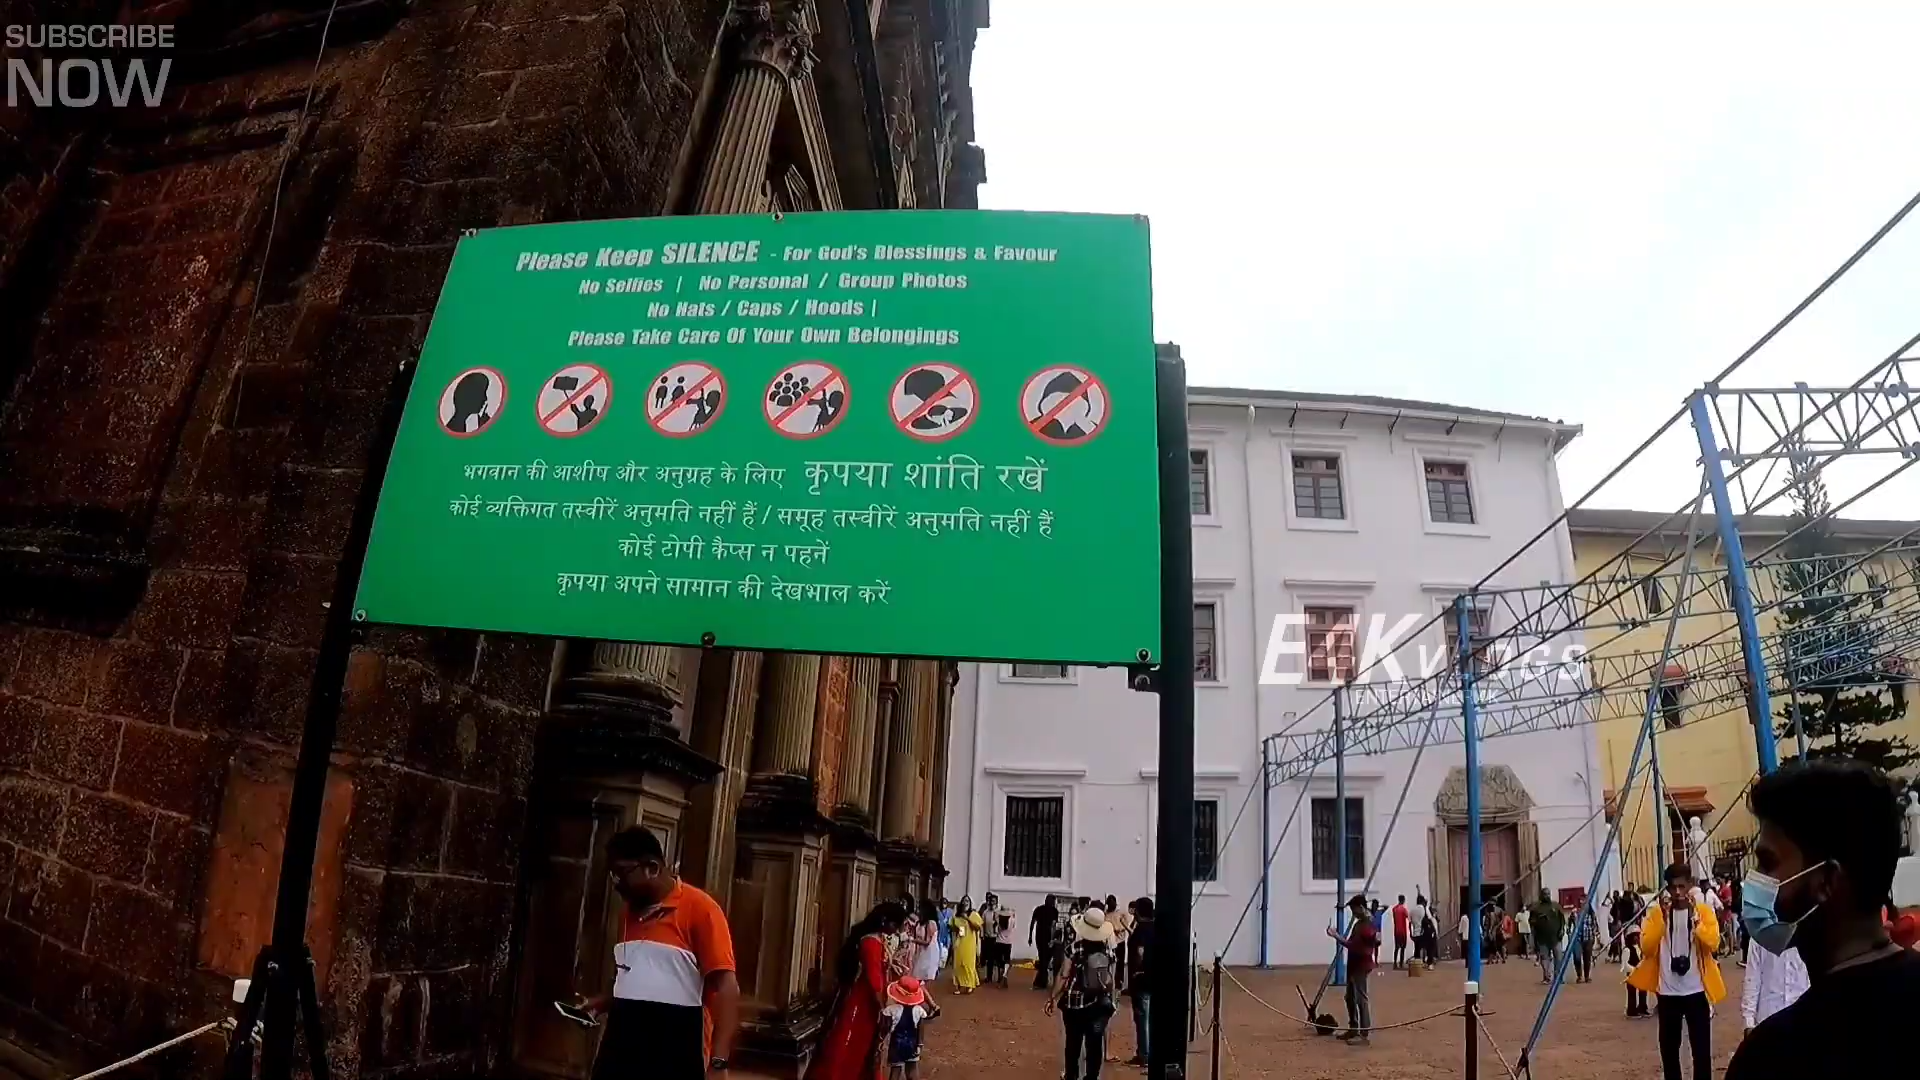 SUBSCRIBE
NOW
Please Keep SILENCE - For God's Blessings & Favour
No Selfies | No Personal / Group Photos
No Hats / Caps / Hoods |
Please Take Care Of Your Own Belongings
भगवान की आशीष और अनुग्रह के लिए कृपया शांति रखें
कोई व्यक्तिगत तस्वीरें अनुमति नहीं हैं / समूह तस्वीरें अनुमति नहीं हैं
कोई टोपी कैप्स न पहनें
कृपया अपने सामान की देखभाल करें
E4K VLOGS